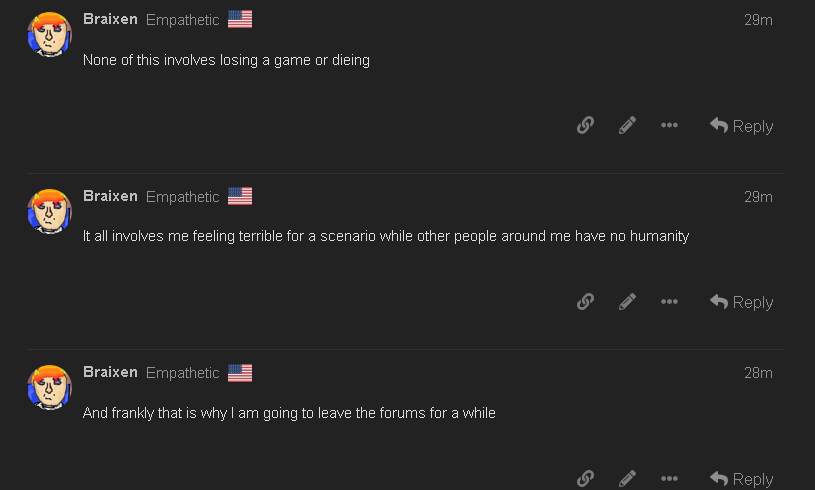 Braixen Empathetic 29m
None of this involves losing a game or dieing
Reply
Braixen Empathetic 29m
It all involves me feeling terrible for a scenario while other people around me have no humanity
Reply
Braixen Empathetic 28m
And frankly that is why I am going to leave the forums for a while
Reply